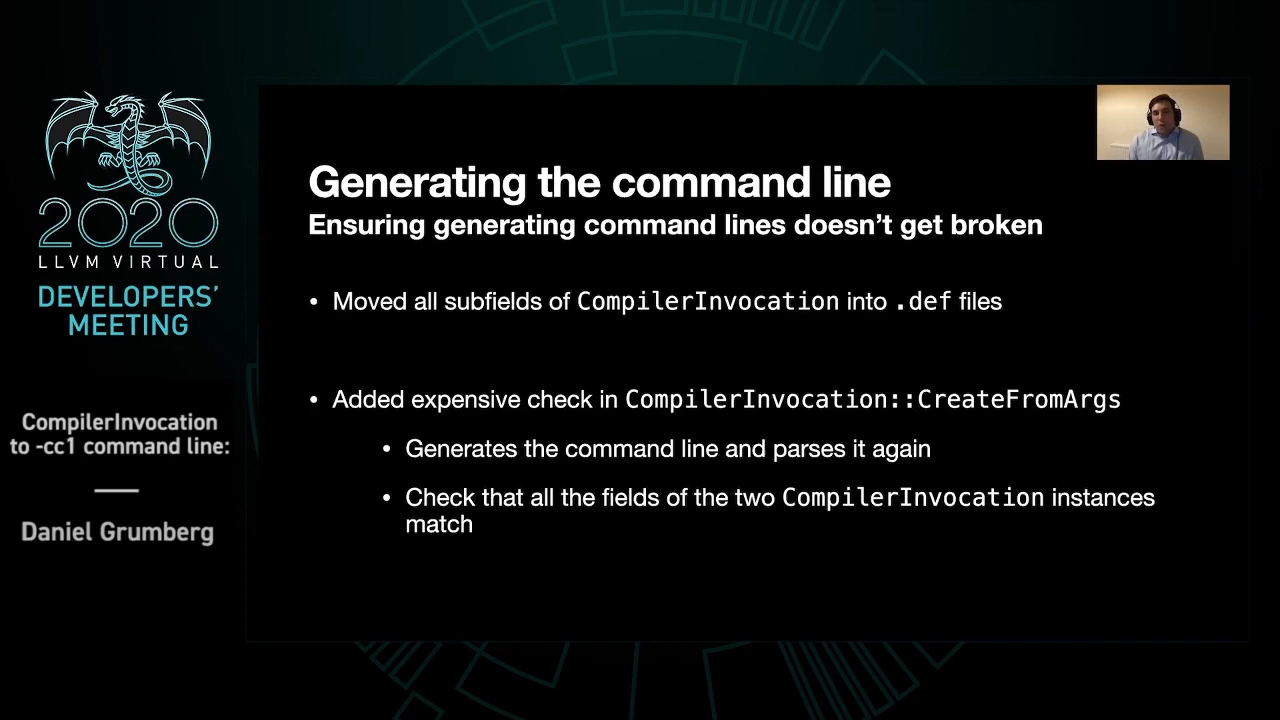 2020
LLVM VIRTUAL
DEVELOPERS'
MEETING
CompilerInvocation
to -cc1 command line:
Daniel Grumberg
Generating the command line
Ensuring generating command lines doesn't get broken
• Moved all subfields of CompilerInvocation into .def files
• Added expensive check in CompilerInvocation::CreateFromArgs
• Generates the command line and parses it again
• Check that all the fields of the two CompilerInvocation instances
match